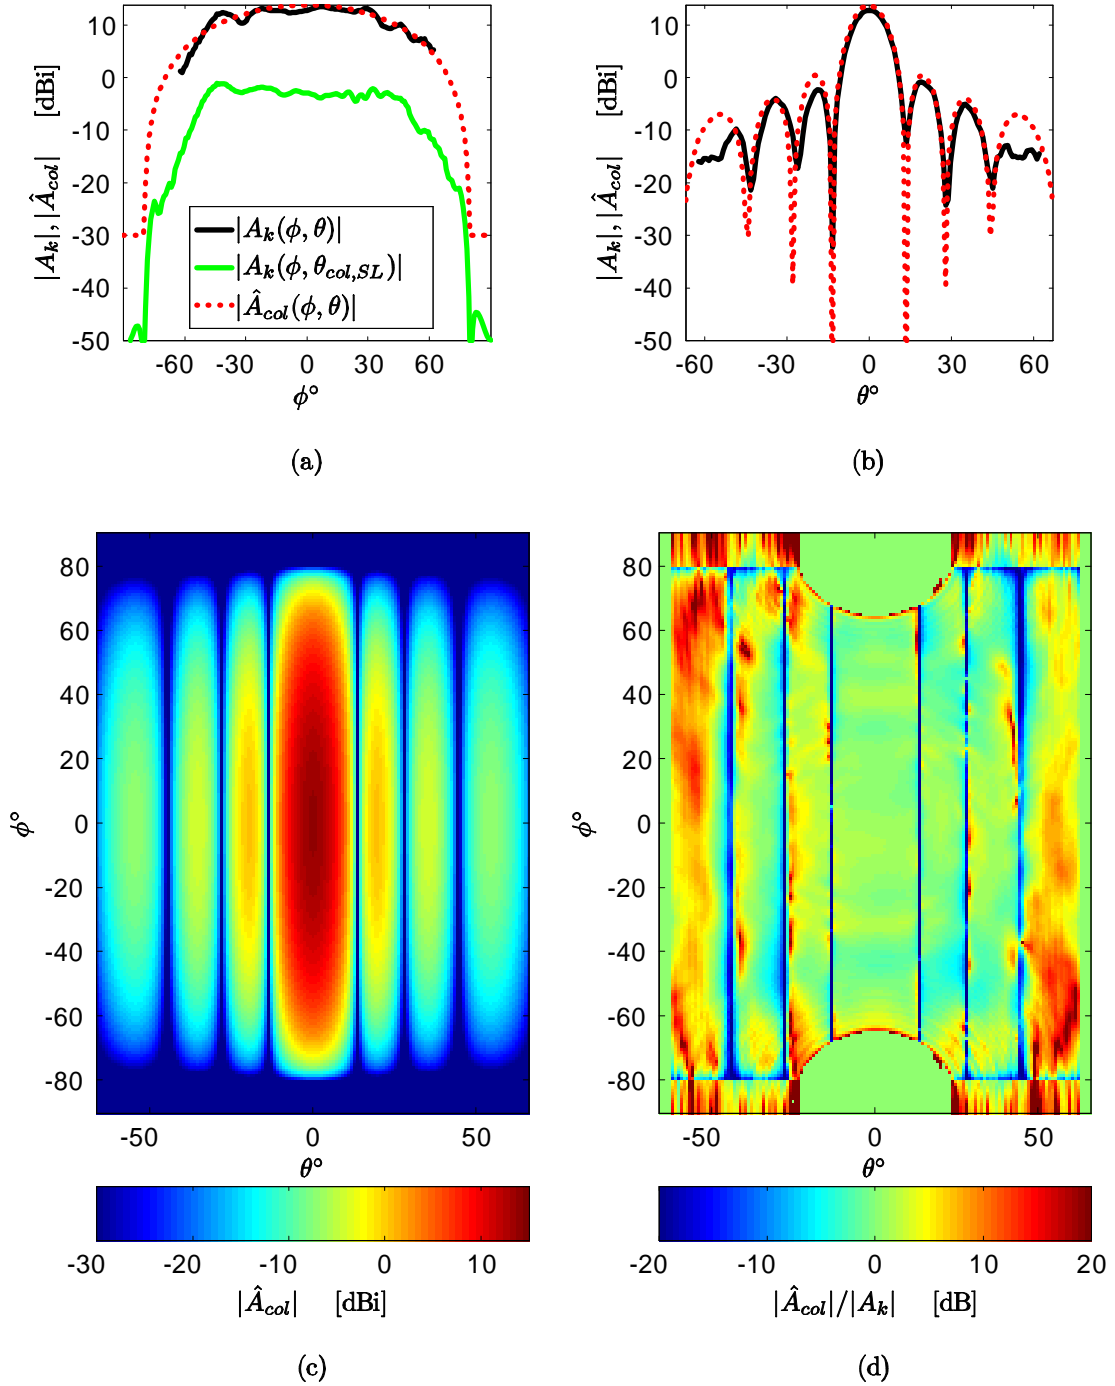 |A_k|, |Â_col| [dBi]
10
0
-10
-20
-30
-40
-50
|A_k(ϕ, θ)|
|A_k(ϕ, θ_col,SL)|
|Â_col(ϕ, θ)|
-60 -30 0 30 60
ϕ°
(a)
|A_k|, |Â_col| [dBi]
10
0
-10
-20
-30
-40
-50
-60 -30 0 30 60
θ°
(b)
ϕ°
80
60
40
20
0
-20
-40
-60
-80
-50 0 50
θ°
-30 -20 -10 0 10
|Â_col| [dBi]
(c)
ϕ°
80
60
40
20
0
-20
-40
-60
-80
-50 0 50
θ°
-20 -10 0 10 20
|Â_col|/|A_k| [dB]
(d)